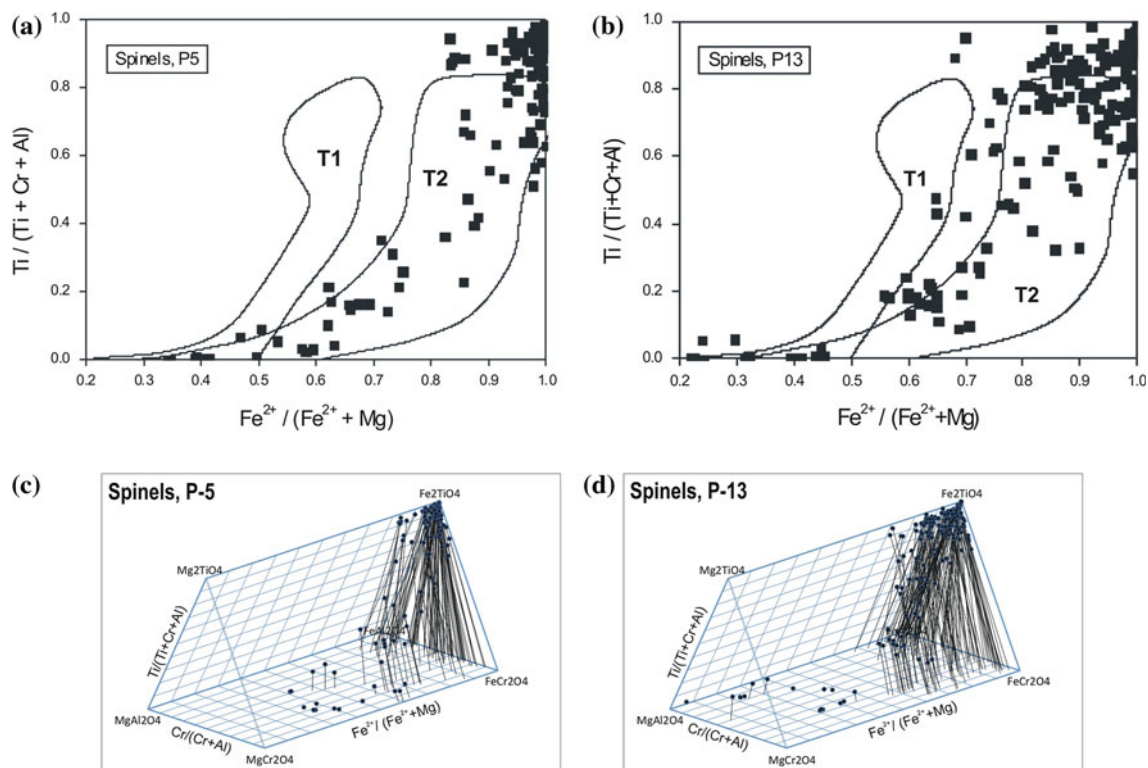 (a)
1.0
0.8
0.6
0.4
0.2
0.0
Ti / (Ti + Cr + Al)
Spinels, P5
T1
T2
0.2 0.3 0.4 0.5 0.6 0.7 0.8 0.9 1.0
Fe²⁺ / (Fe²⁺ + Mg)
(b)
1.0
0.8
0.6
0.4
0.2
0.0
Ti / (Ti+Cr+Al)
Spinels, P13
T1
T2
0.2 0.3 0.4 0.5 0.6 0.7 0.8 0.9 1.0
Fe²⁺ / (Fe²⁺+Mg)
(c)
Spinels, P-5
Fe2TiO4
Mg2TiO4
Ti/(Ti+Cr+Al)
FeCr2O4
MgAl2O4
Cr/(Cr+Al)
Fe²⁺/ (Fe²⁺+Mg)
MgCr2O4
(d)
Spinels, P-13
Fe2TiO4
Mg2TiO4
Ti/(Ti+Cr+Al)
FeCr2O4
MgAl2O4
Cr/(Cr+Al)
Fe²⁺/ (Fe²⁺+Mg)
MgCr2O4